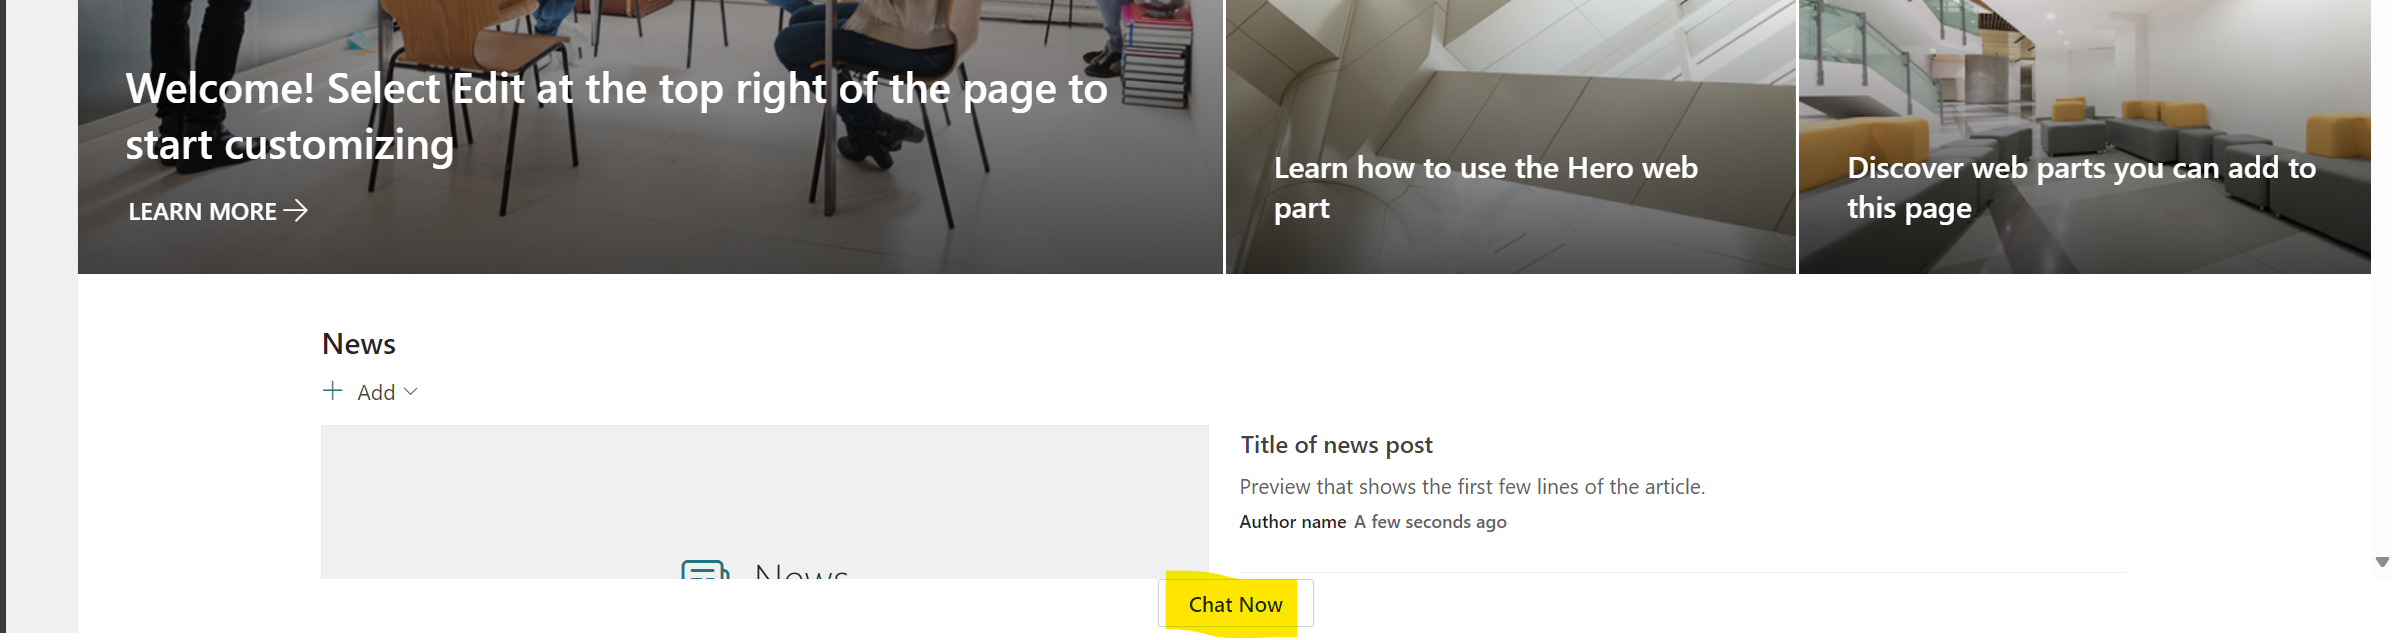 Welcome! Select Edit at the top right of the page to
start customizing
LEARN MORE
Learn how to use the Hero web
part
Discover web parts you can add to
this page
News
Add
Title of news post
Preview that shows the first few lines of the article.
Author name A few seconds ago
News
Chat Now